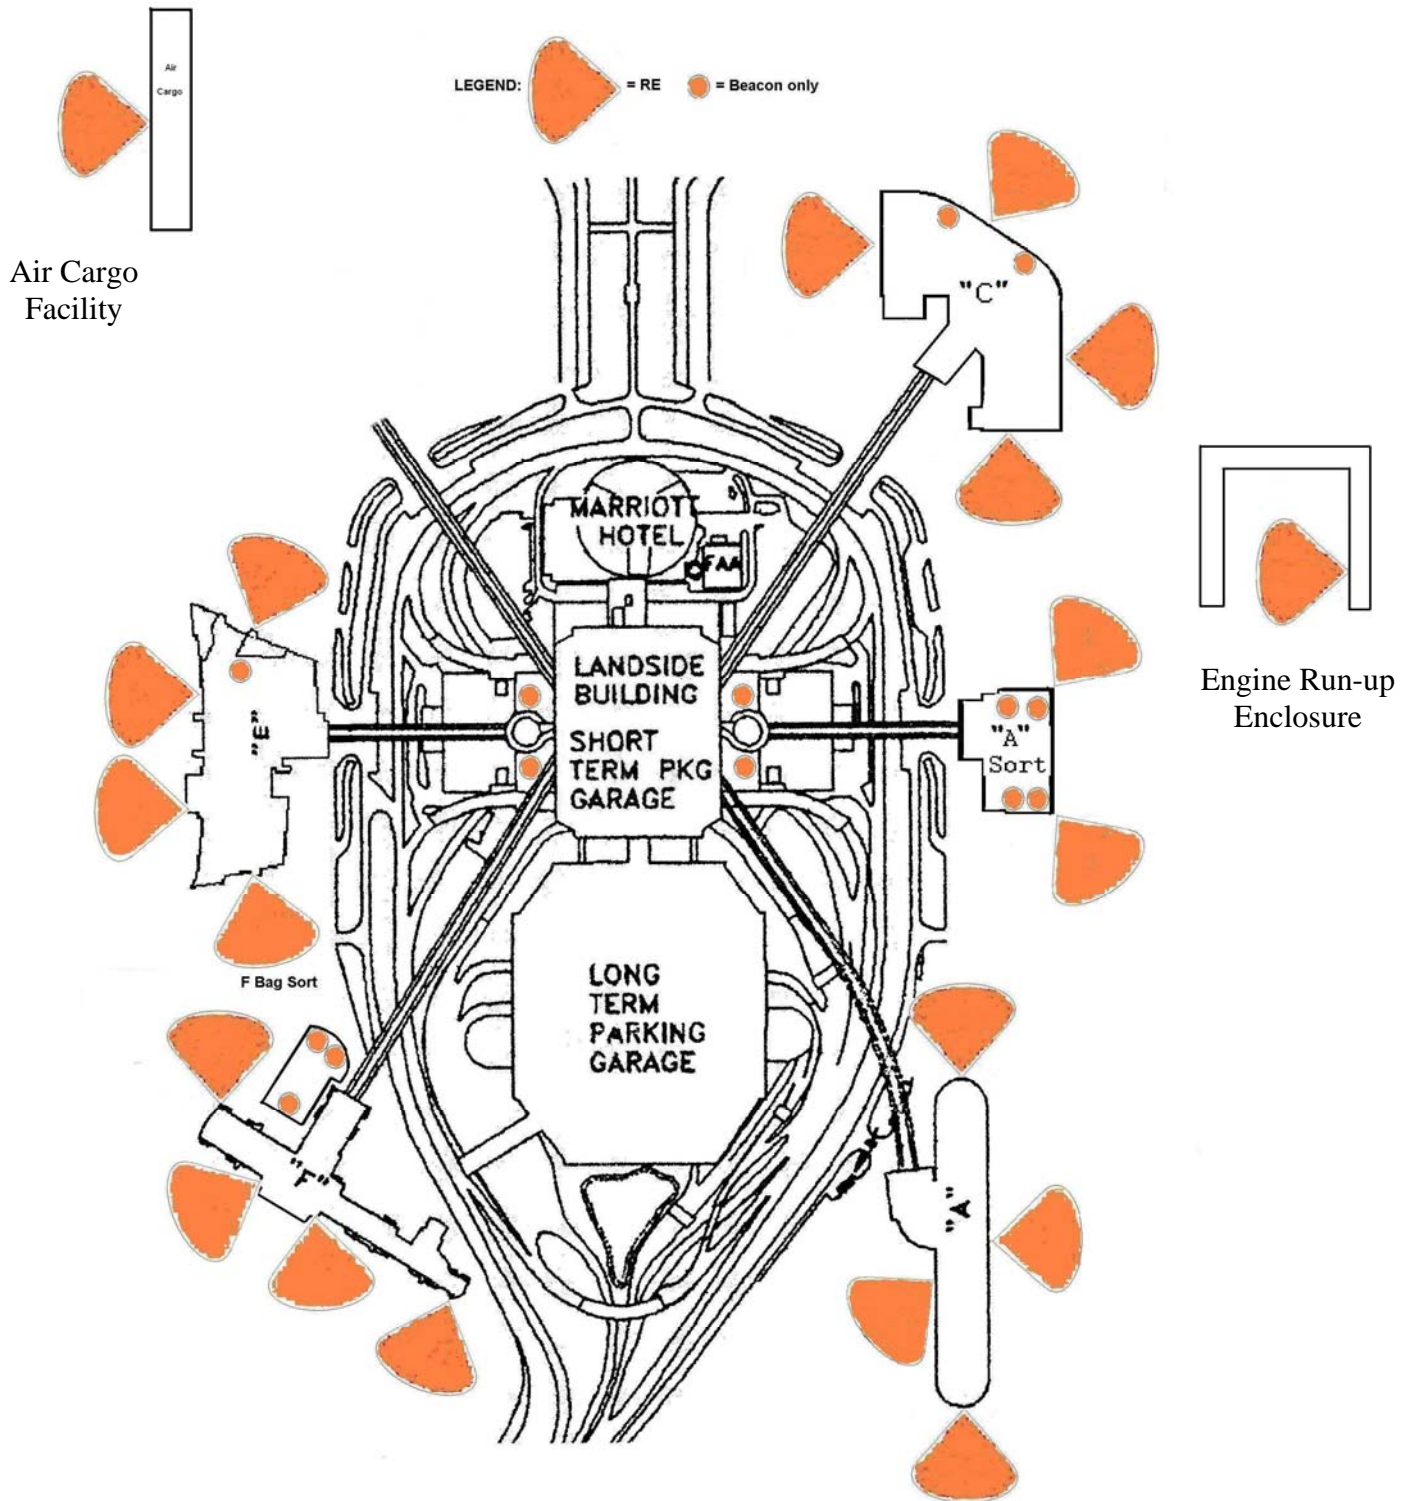 Air
Cargo
LEGEND:
= RE
= Beacon only
Air Cargo
Facility
"C"
MARRIOTT
HOTEL
FAA
LANDSIDE
BUILDING
SHORT
TERM PKG
GARAGE
"E"
"A"
Sort
Engine Run-up
Enclosure
F Bag Sort
LONG
TERM
PARKING
GARAGE
"F"
"A"